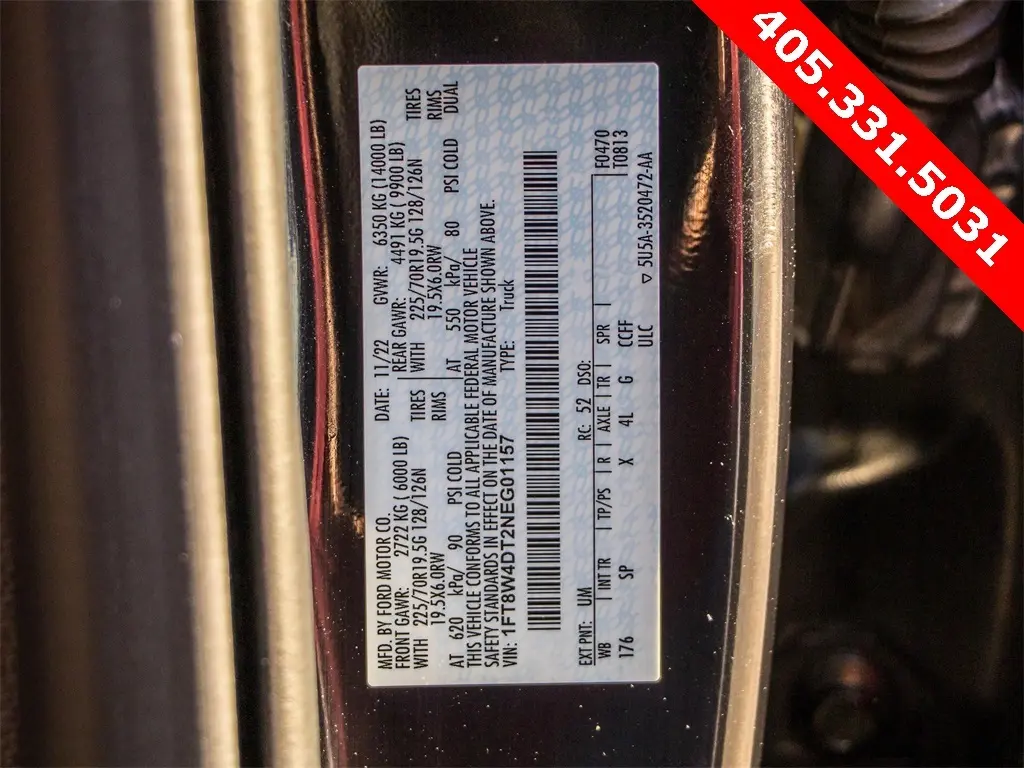 MFD. BY FORD MOTOR CO.
DATE: 11/22 GVWR: 6350 KG (14000 LB)
FRONT GAWR: 2722 KG ( 6000 LB)
REAR GAWR: 4491 KG ( 9900 LB)
WITH 225/70R19.5G 128/126N TIRES
WITH 225/70R19.5G 128/126N TIRES
19.5X6.0RW RIMS
19.5X6.0RW RIMS
AT 620 kPa/ 90 PSI COLD
AT 550 kPa/ 80 PSI COLD DUAL
THIS VEHICLE CONFORMS TO ALL APPLICABLE FEDERAL MOTOR VEHICLE
SAFETY STANDARDS IN EFFECT ON THE DATE OF MANUFACTURE SHOWN ABOVE.
VIN: 1FT8W4DT2NEG01157 TYPE: Truck
EXT PNT: UM RC: 52 DSO: F0470
WB INT TR TP/PS R AXLE TR SPR T0813
176 SP X 4L G CCFF
ULC ▽ 5U5A-3520472-AA
405.331.5031